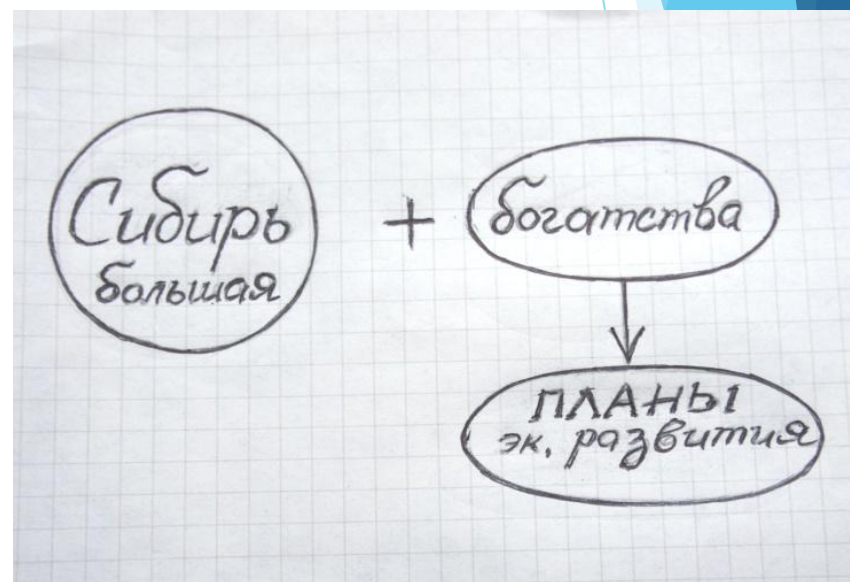 Сибирь
большая
+
богатства
ПЛАНЫ
эк. развития